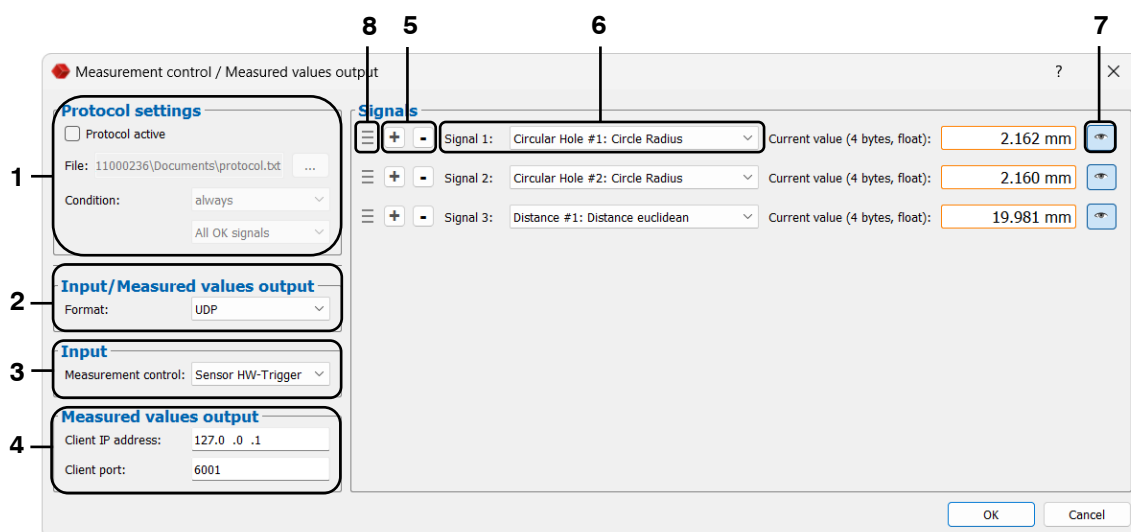 8 5 6 7
Measurement control / Measured values output ? ×
Protocol settings
Protocol active
File: 11000236\Documents\protocol.txt ...
Condition: always
All OK signals
1
Input/Measured values output
Format: UDP
2
Input
Measurement control: Sensor HW-Trigger
3
Measured values output
Client IP address: 127.0 .0 .1
Client port: 6001
4
Signals
+ - Signal 1: Circular Hole #1: Circle Radius Current value (4 bytes, float): 2.162 mm
+ - Signal 2: Circular Hole #2: Circle Radius Current value (4 bytes, float): 2.160 mm
+ - Signal 3: Distance #1: Distance euclidean Current value (4 bytes, float): 19.981 mm
OK Cancel